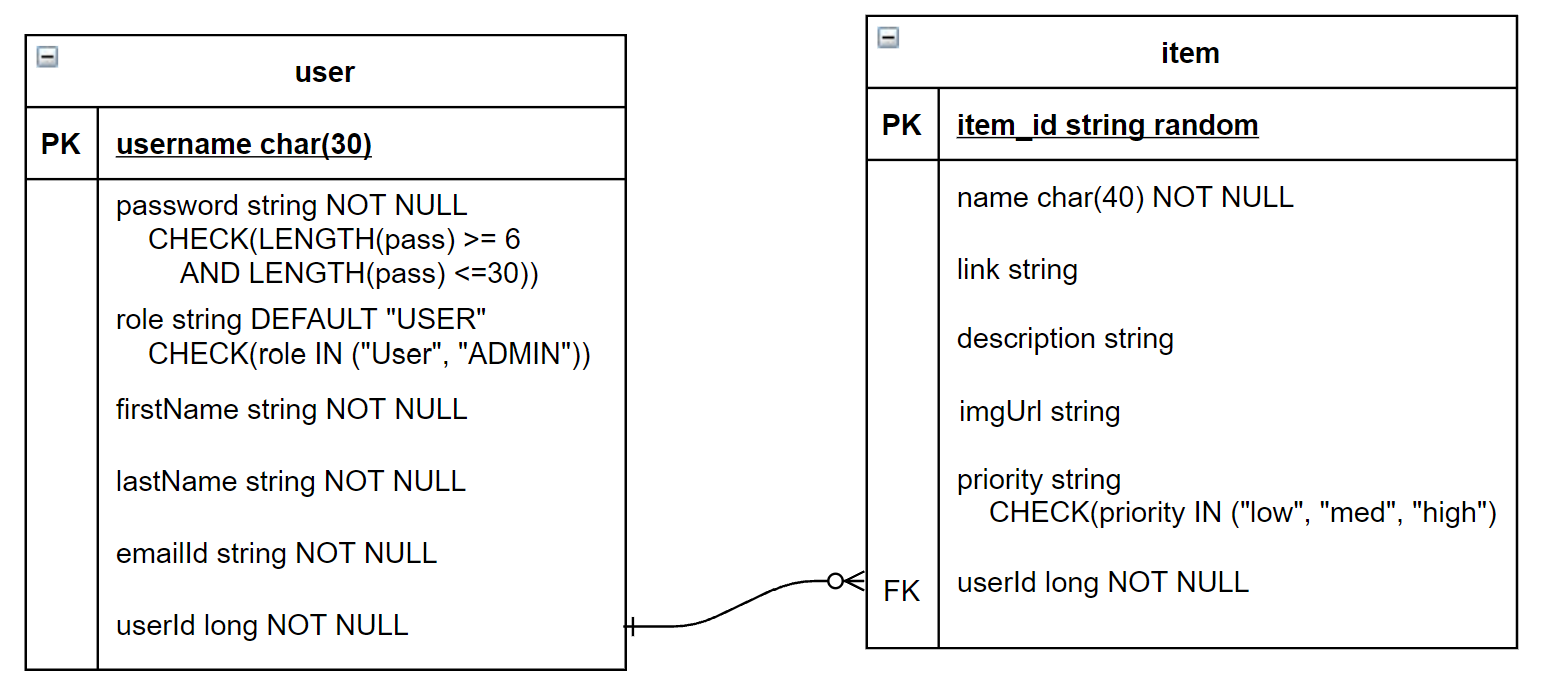 user
PK
username char(30)
password string NOT NULL
CHECK(LENGTH(pass) >= 6
AND LENGTH(pass) <=30))
role string DEFAULT "USER"
CHECK(role IN ("User", "ADMIN"))
firstName string NOT NULL
lastName string NOT NULL
emailId string NOT NULL
userId long NOT NULL
item
PK
item_id string random
name char(40) NOT NULL
link string
description string
imgUrl string
priority string
CHECK(priority IN ("low", "med", "high")
FK
userId long NOT NULL